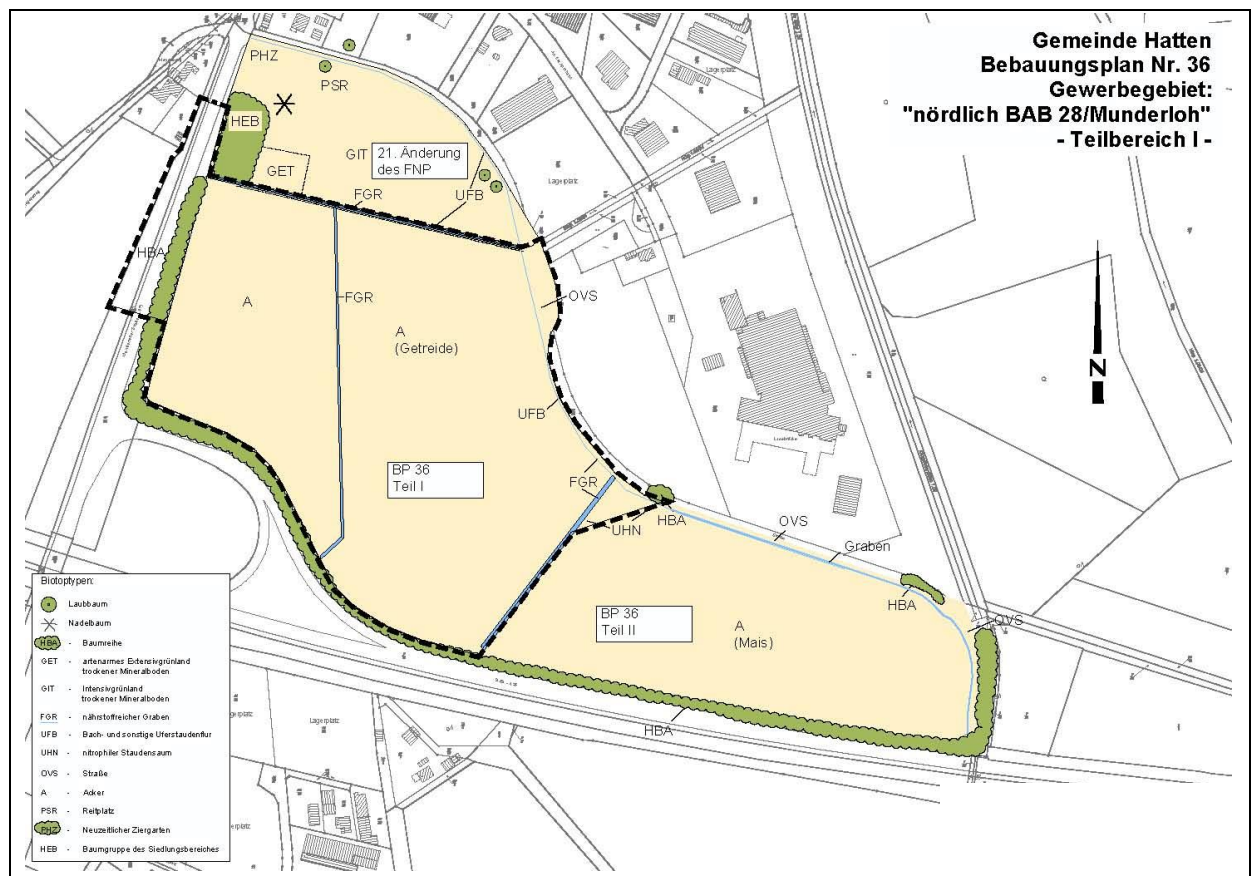 Gemeinde Hatten
Bebauungsplan Nr. 36
Gewerbegebiet:
"nördlich BAB 28/Munderloh"
- Teilbereich I -
PHZ
PSR
HEB
GIT
21. Änderung
des FNP
GET
FGR
UFB
HBA
A
FGR
OVS
A
(Getreide)
UFB
BP 36
Teil I
FGR
UHN
HBA
OVS
Graben
HBA
BP 36
Teil II
A
(Mais)
OVS
HBA
N
Lagerplatz
Lagerplatz
Lagerplatz
Lagerplatz
Biotoptypen:
Laubbaum
Nadelbaum
HBA - Baumreihe
GET - artenarmes Extensivgrünland
trockener Mineralboden
GIT - Intensivgrünland
trockener Mineralboden
FGR - nährstoffreicher Graben
UFB - Bach- und sonstige Uferstaudenflur
UHN - nitrophiler Staudensaum
OVS - Straße
A - Acker
PSR - Reitplatz
PHZ - Neuzeitlicher Ziergarten
HEB - Baumgruppe des Siedlungsbereiches